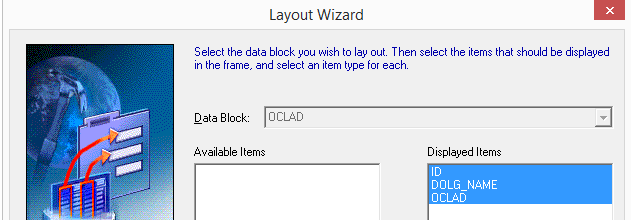 Layout Wizard
Select the data block you wish to lay out. Then select the items that should be displayed
in the frame, and select an item type for each.
Data Block: OCLAD
Available Items Displayed Items
ID
DOLG_NAME
OCLAD